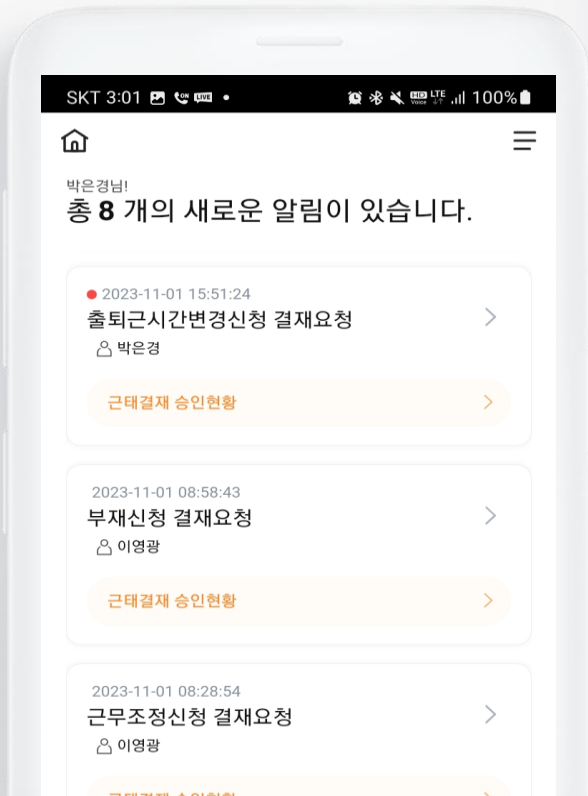 SKT 3:01 ON LIVE HD Voice LTE 100%
박은경님!
총 8 개의 새로운 알림이 있습니다.
2023-11-01 15:51:24
출퇴근시간변경신청 결재요청
박은경
근태결재 승인현황
2023-11-01 08:58:43
부재신청 결재요청
이영광
근태결재 승인현황
2023-11-01 08:28:54
근무조정신청 결재요청
이영광